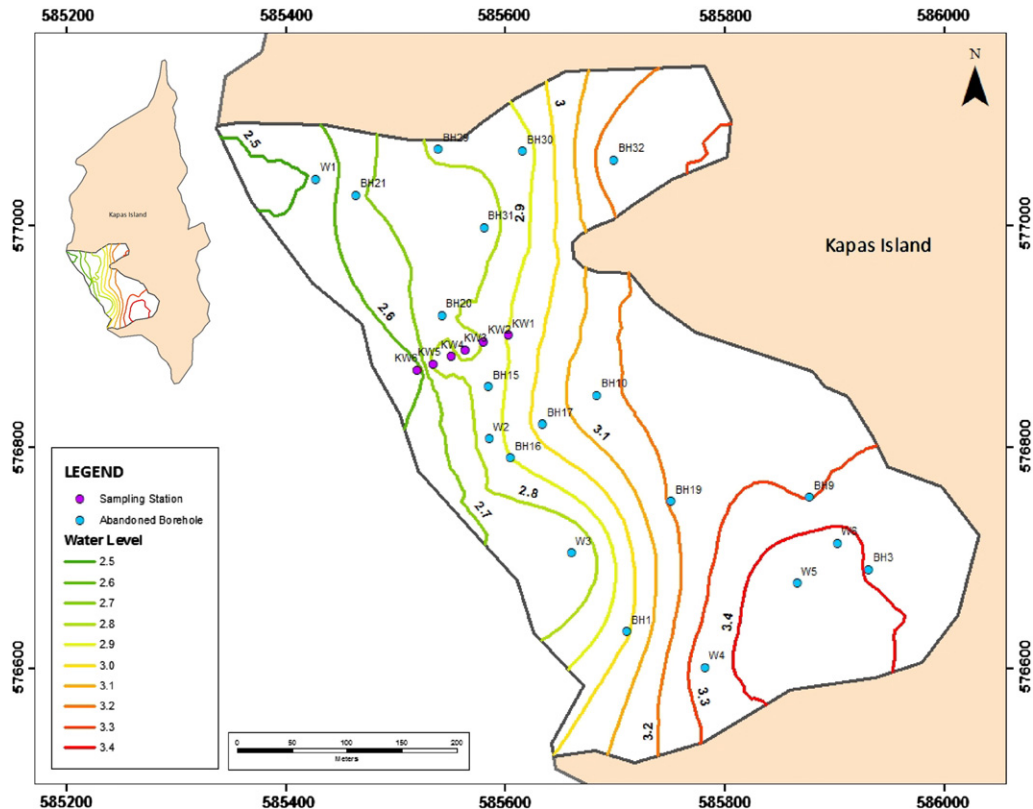 585200 585400 585600 585800 586000
N
577000
576800
576600
577000
576800
576600
Kapas Island
Kapas Island
2.5
W1
BH21
BH29
BH30
3
BH32
BH31
2.9
2.6
BH20
KW1
KW2
KW3
KW4
KW5
KW6
BH15
BH10
BH17
3.1
W2
BH16
2.8
BH19
BH9
2.7
W3
W6
BH3
W5
BH1
3.4
W4
3.3
3.2
LEGEND
Sampling Station
Abandoned Borehole
Water Level
2.5
2.6
2.7
2.8
2.9
3.0
3.1
3.2
3.3
3.4
0 50 100 150 200
Meters
585200 585400 585600 585800 586000